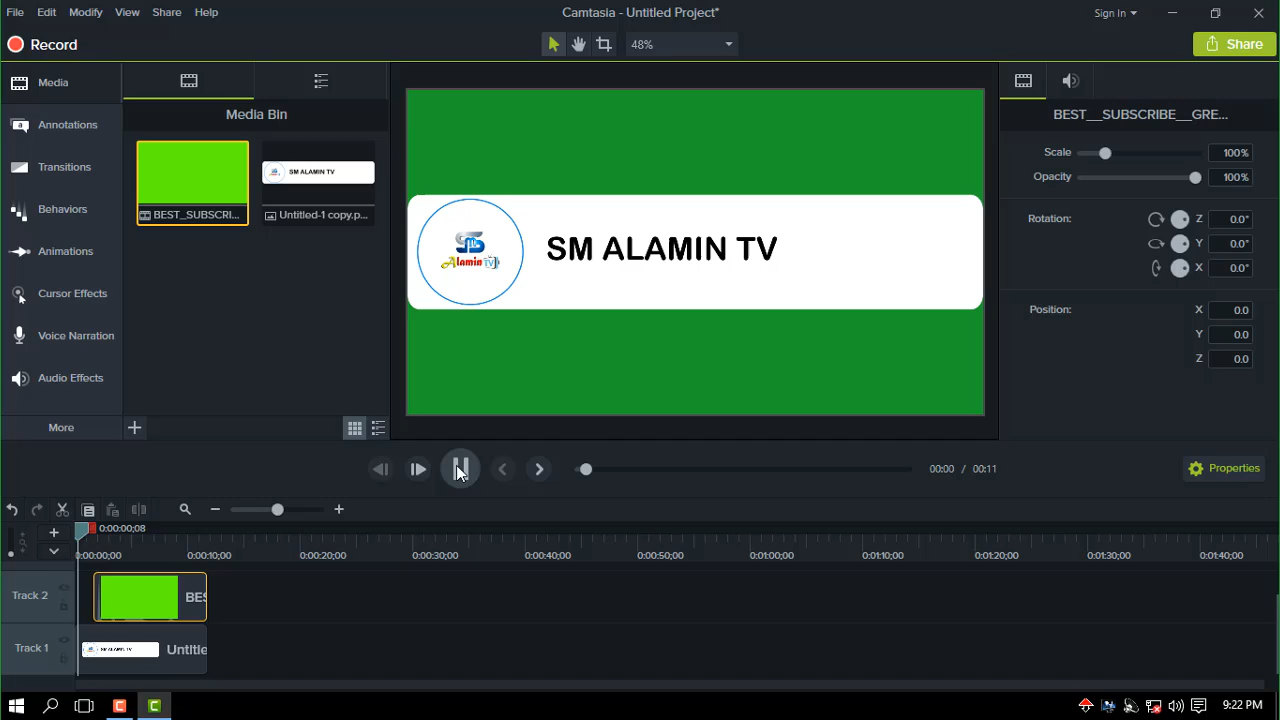 File Edit Modify View Share Help
Camtasia - Untitled Project*
Sign In
Record
48%
Share
Media
Annotations
Transitions
Behaviors
Animations
Cursor Effects
Voice Narration
Audio Effects
More
Media Bin
BEST_SUBSCRI...
SM ALAMIN TV
Untitled-1 copy.p...
Alamin TV
SM ALAMIN TV
BEST__SUBSCRIBE__GRE...
Scale 100%
Opacity 100%
Rotation: Z 0.0°
Y 0.0°
X 0.0°
Position: X 0.0
Y 0.0
Z 0.0
00:00 / 00:11
Properties
0:00:00;08
0:00:00;00 0:00:10;00 0:00:20;00 0:00:30;00 0:00:40;00 0:00:50;00 0:01:00;00 0:01:10;00 0:01:20;00 0:01:30;00 0:01:40;00
Track 2 BES
Track 1 SM ALAMIN TV Untitle
9:22 PM